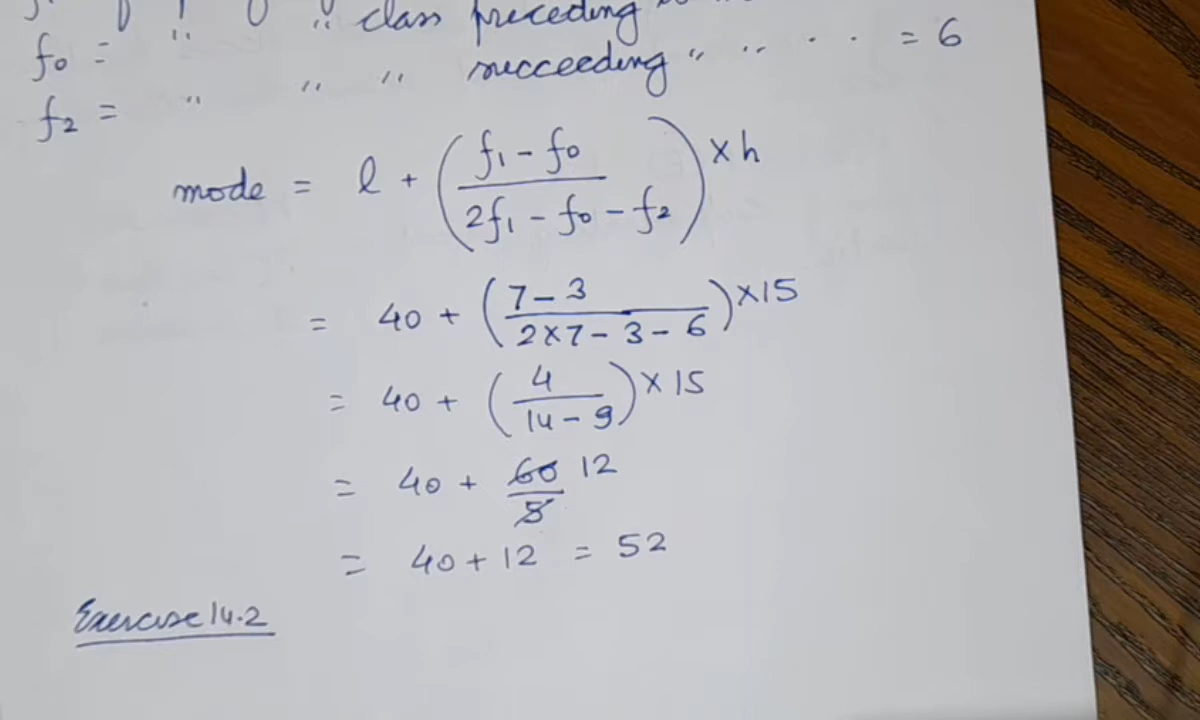 " " class preceding
f₀ = "
" " succeeding " " · · = 6
f₂ = "
mode = l + ( (f₁ - f₀) / (2f₁ - f₀ - f₂) ) × h
= 40 + ( (7 - 3) / (2×7 - 3 - 6) ) × 15
= 40 + ( 4 / (14 - 9) ) × 15
= 40 + 60/5 12
= 40 + 12 = 52
Exercise 14.2